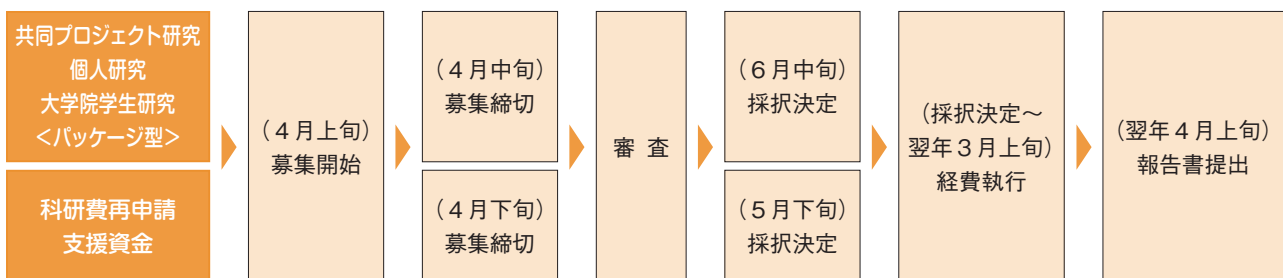 共同プロジェクト研究
個人研究
大学院学生研究
＜パッケージ型＞
科研費再申請
支援資金
（４月上旬）
募集開始
（４月中旬）
募集締切
（４月下旬）
募集締切
審 査
（６月中旬）
採択決定
（５月下旬）
採択決定
（採択決定～
翌年３月上旬）
経費執行
（翌年４月上旬）
報告書提出